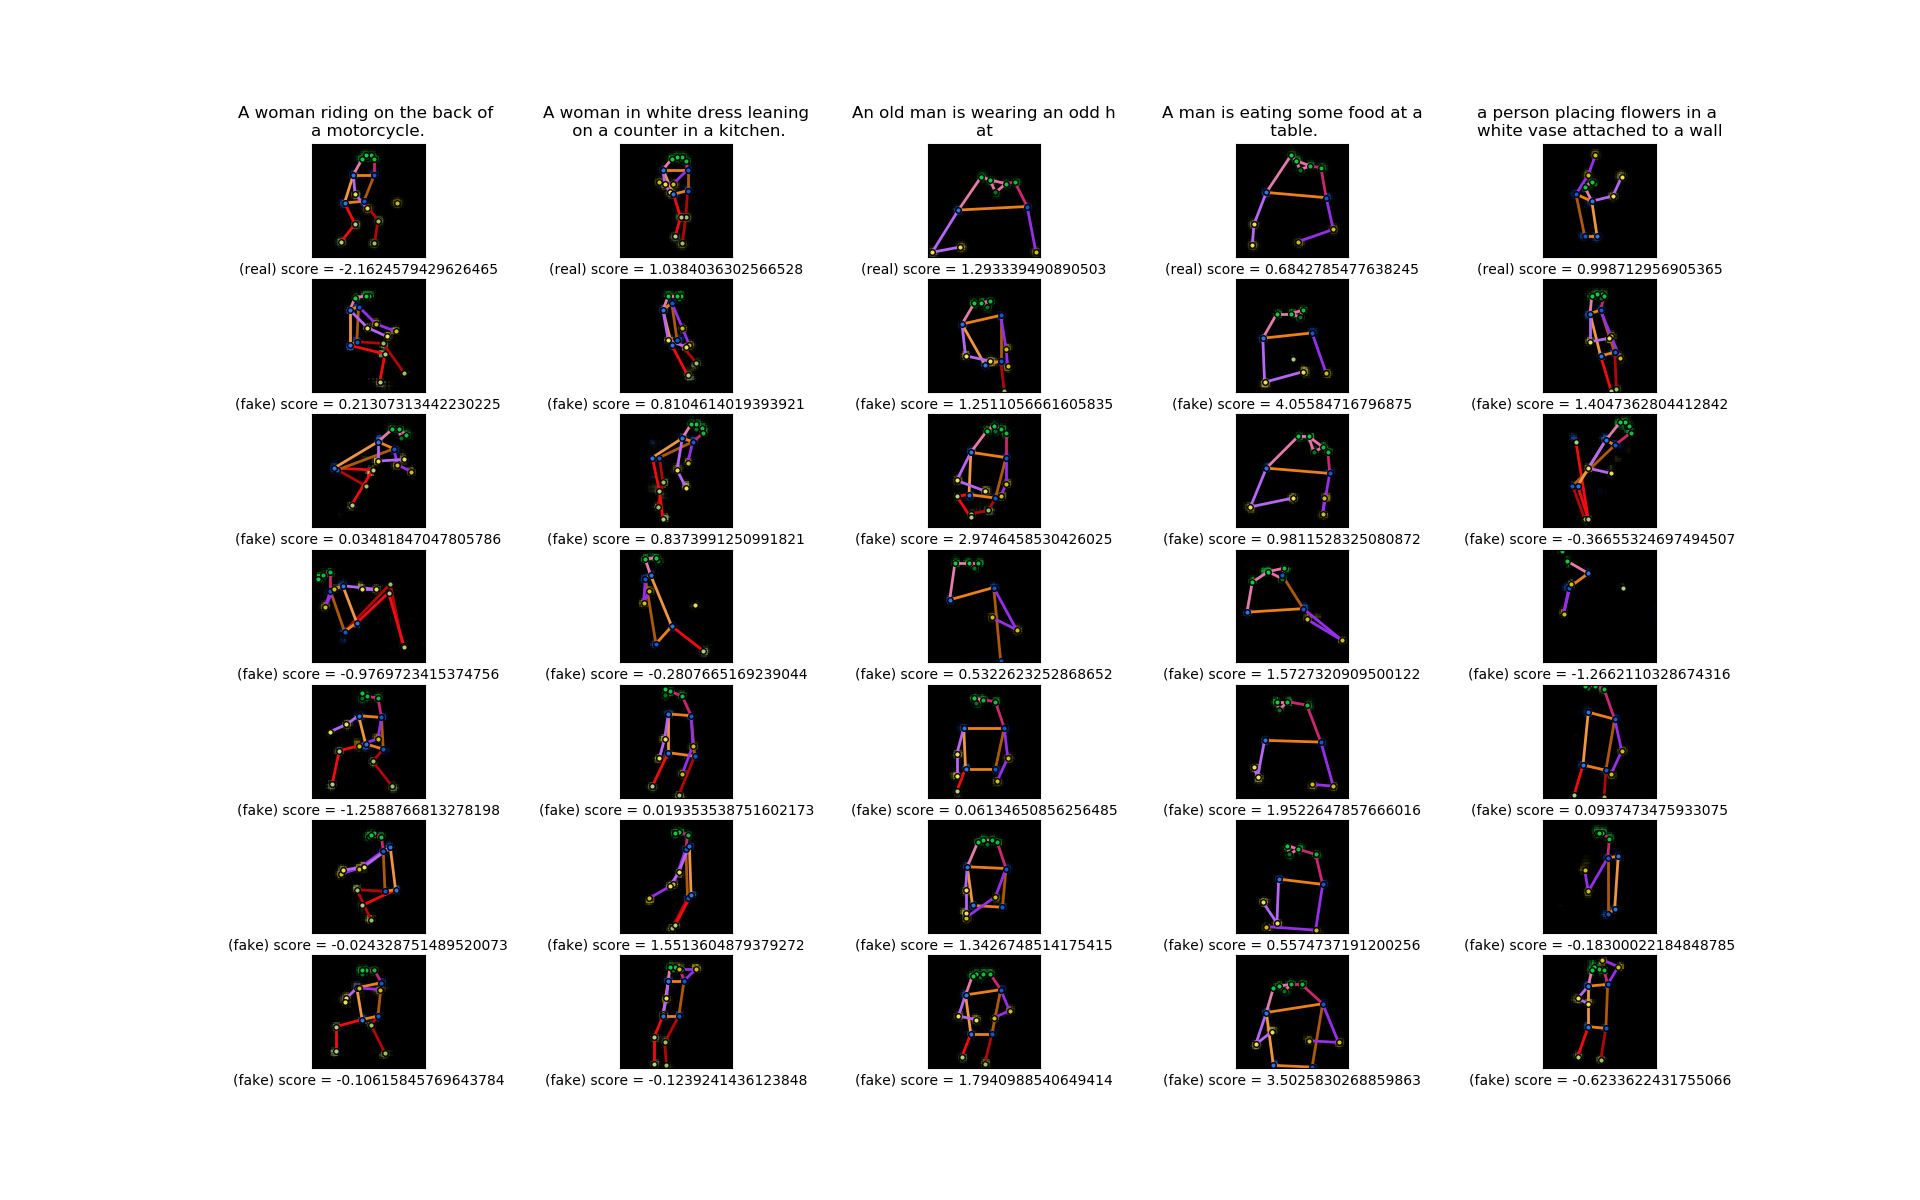 A woman riding on the back of
a motorcycle.
A woman in white dress leaning
on a counter in a kitchen.
An old man is wearing an odd h
at
A man is eating some food at a
table.
a person placing flowers in a
white vase attached to a wall
(real) score = -2.1624579429626465
(real) score = 1.0384036302566528
(real) score = 1.293339490890503
(real) score = 0.6842785477638245
(real) score = 0.998712956905365
(fake) score = 0.21307313442230225
(fake) score = 0.8104614019393921
(fake) score = 1.2511056661605835
(fake) score = 4.05584716796875
(fake) score = 1.4047362804412842
(fake) score = 0.03481847047805786
(fake) score = 0.8373991250991821
(fake) score = 2.9746458530426025
(fake) score = 0.9811528325080872
(fake) score = -0.36655324697494507
(fake) score = -0.9769723415374756
(fake) score = -0.2807665169239044
(fake) score = 0.5322623252868652
(fake) score = 1.5727320909500122
(fake) score = -1.2662110328674316
(fake) score = -1.2588766813278198
(fake) score = 0.019353538751602173
(fake) score = 0.06134650856256485
(fake) score = 1.9522647857666016
(fake) score = 0.0937473475933075
(fake) score = -0.024328751489520073
(fake) score = 1.5513604879379272
(fake) score = 1.3426748514175415
(fake) score = 0.5574737191200256
(fake) score = -0.18300022184848785
(fake) score = -0.10615845769643784
(fake) score = -0.1239241436123848
(fake) score = 1.7940988540649414
(fake) score = 3.5025830268859863
(fake) score = -0.6233622431755066